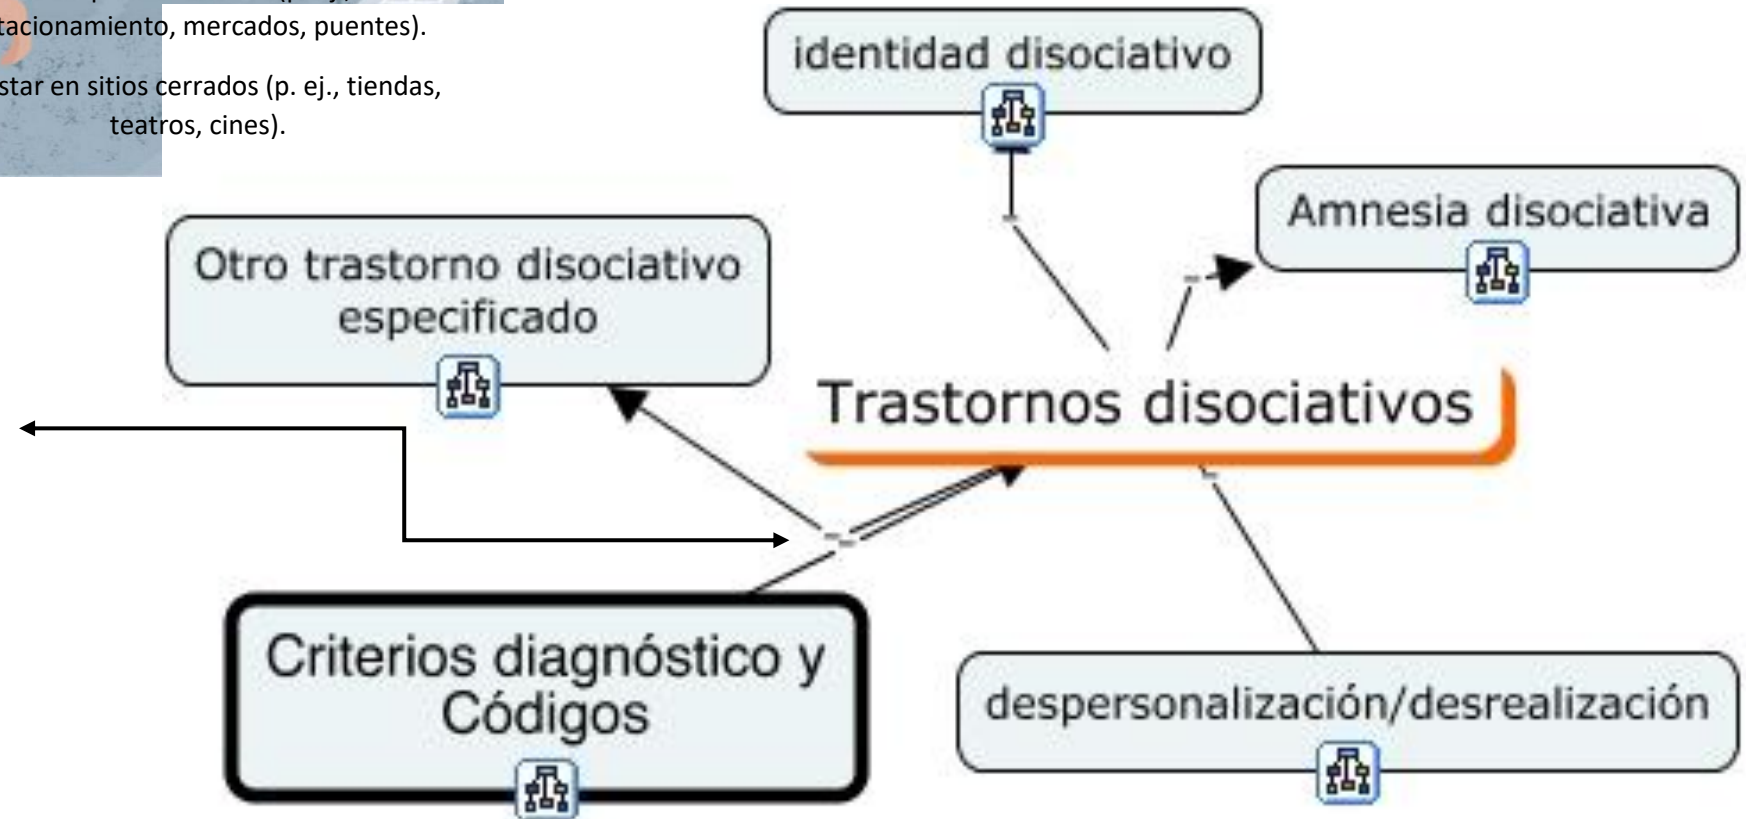 tacionamiento, mercados, puentes).
star en sitios cerrados (p. ej., tiendas,
teatros, cines).
identidad disociativo
Amnesia disociativa
Otro trastorno disociativo
especificado
Trastornos disociativos
Criterios diagnóstico y
Códigos
despersonalización/desrealización